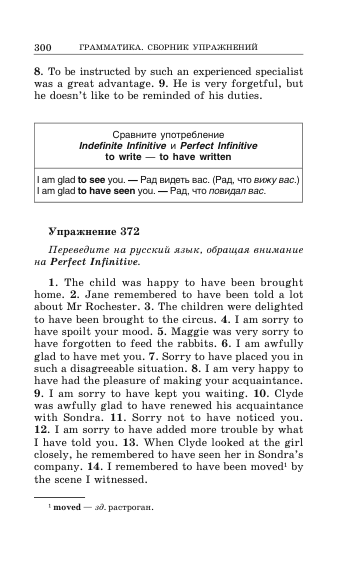 300 ГРАММАТИКА. СБОРНИК УПРАЖНЕНИЙ
8. To be instructed by such an experienced specialist
was a great advantage. 9. He is very forgetful, but
he doesn't like to be reminded of his duties.
Сравните употребление
Indefinite Infinitive и Perfect Infinitive
to write — to have written
I am glad to see you. — Рад видеть вас. (Рад, что вижу вас.)
I am glad to have seen you. — Рад, что повидал вас.
Упражнение 372
Переведите на русский язык, обращая внимание
на Perfect Infinitive.
1. The child was happy to have been brought
home. 2. Jane remembered to have been told a lot
about Mr Rochester. 3. The children were delighted
to have been brought to the circus. 4. I am sorry to
have spoilt your mood. 5. Maggie was very sorry to
have forgotten to feed the rabbits. 6. I am awfully
glad to have met you. 7. Sorry to have placed you in
such a disagreeable situation. 8. I am very happy to
have had the pleasure of making your acquaintance.
9. I am sorry to have kept you waiting. 10. Clyde
was awfully glad to have renewed his acquaintance
with Sondra. 11. Sorry not to have noticed you.
12. I am sorry to have added more trouble by what
I have told you. 13. When Clyde looked at the girl
closely, he remembered to have seen her in Sondra's
company. 14. I remembered to have been moved¹ by
the scene I witnessed.
¹ moved — зд. растроган.